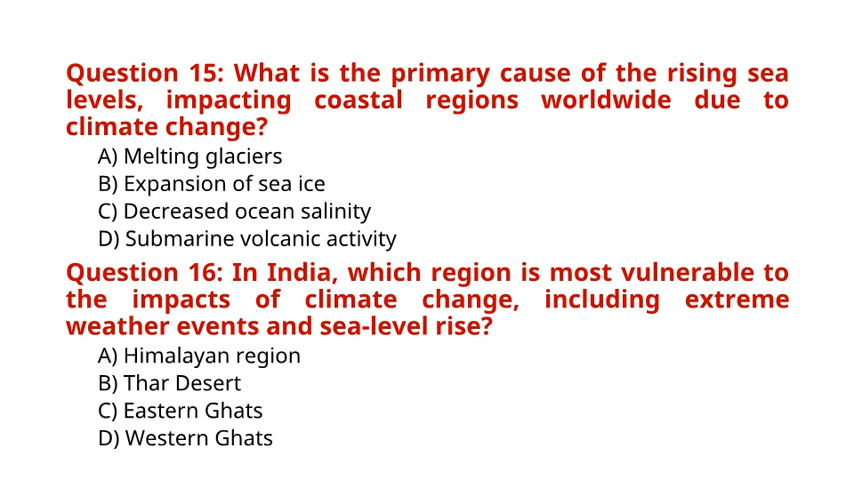 Question 15: What is the primary cause of the rising sea
levels, impacting coastal regions worldwide due to
climate change?
A) Melting glaciers
B) Expansion of sea ice
C) Decreased ocean salinity
D) Submarine volcanic activity
Question 16: In India, which region is most vulnerable to
the impacts of climate change, including extreme
weather events and sea-level rise?
A) Himalayan region
B) Thar Desert
C) Eastern Ghats
D) Western Ghats